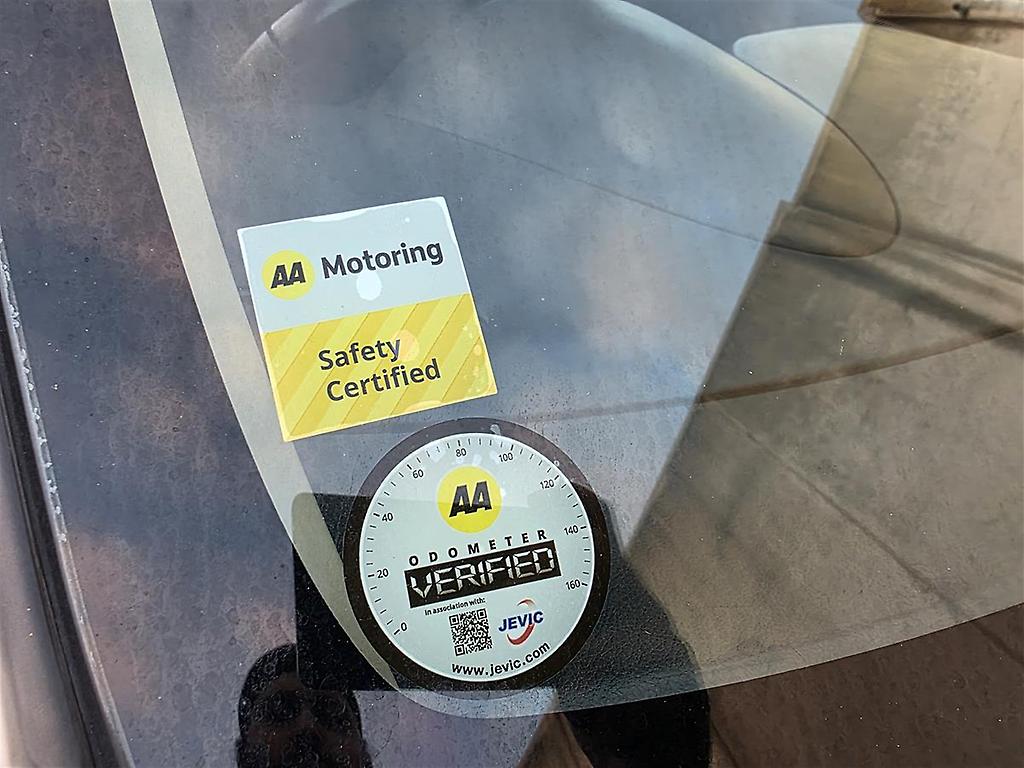 AA Motoring
Safety
Certified
0
20
40
60
80
100
120
140
160
AA
ODOMETER
VERIFIED
in association with:
JEVIC
www.jevic.com